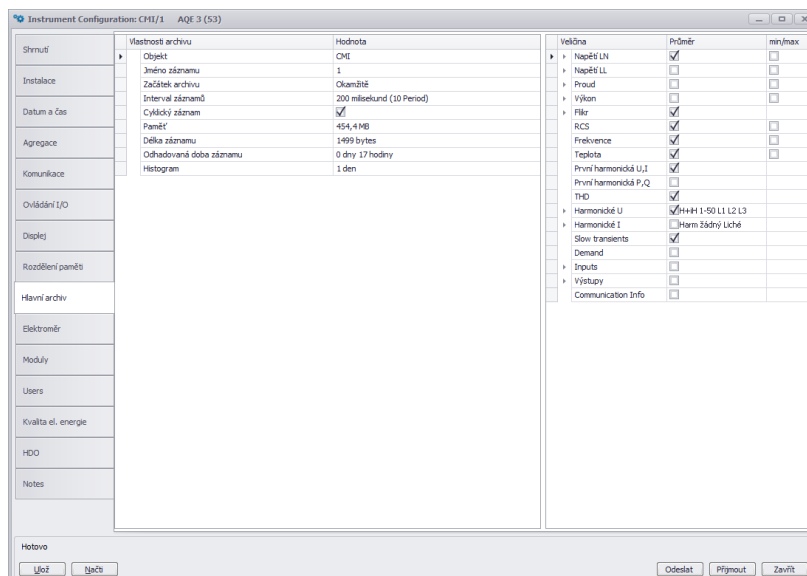 Instrument Configuration: CMI/1 AQE 3 (53)
Shrnutí
Instalace
Datum a čas
Agregace
Komunikace
Ovládání I/O
Displej
Rozdělení paměti
Hlavní archiv
Elektroměr
Moduly
Users
Kvalita el. energie
HDO
Notes
Vlastnosti archivu Hodnota
Objekt CMI
Jméno záznamu 1
Začátek archivu Okamžitě
Interval záznamů 200 milisekund (10 Period)
Cyklický záznam
Paměť 454,4 MB
Délka záznamu 1499 bytes
Odhadovaná doba záznamu 0 dny 17 hodiny
Histogram 1 den
Veličina Průměr min/max
Napětí LN
Napětí LL
Proud
Výkon
Flikr
RCS
Frekvence
Teplota
První harmonická U,I
První harmonická P,Q
THD
Harmonické U H+iH 1-50 L1 L2 L3
Harmonické I Harm žádný Liché
Slow transients
Demand
Inputs
Výstupy
Communication Info
Hotovo
Ulož Načti Odeslat Přijmout Zavřít